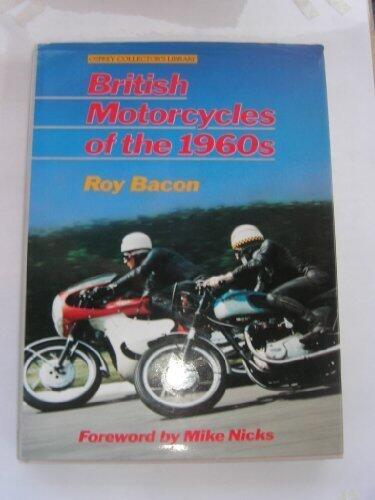 OSPREY COLLECTOR'S LIBRARY
British
Motorcycles
of the 1960s
Roy Bacon
Foreword by Mike Nicks